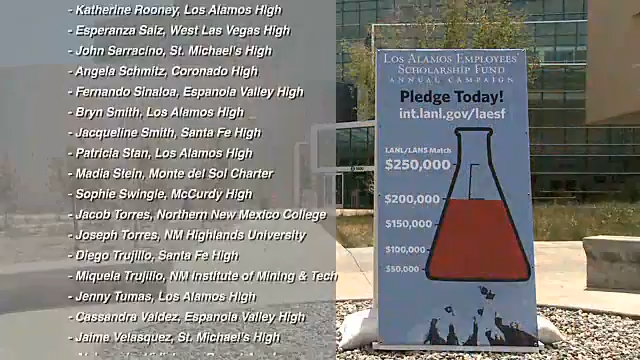 - Katherine Rooney, Los Alamos High
- Esperanza Saiz, West Las Vegas High
- John Sarracino, St. Michael's High
- Angela Schmitz, Coronado High
- Fernando Sinaloa, Espanola Valley High
- Bryn Smith, Los Alamos High
- Jacqueline Smith, Santa Fe High
- Patricia Stan, Los Alamos High
- Madia Stein, Monte del Sol Charter
- Sophie Swingle, McCurdy High
- Jacob Torres, Northern New Mexico College
- Joseph Torres, NM Highlands University
- Diego Trujillo, Santa Fe High
- Miquela Trujillo, NM Institute of Mining & Tech
- Jenny Tumas, Los Alamos High
- Cassandra Valdez, Espanola Valley High
- Jaime Velasquez, St. Michael's High
LOS ALAMOS EMPLOYEES'
SCHOLARSHIP FUND
ANNUAL CAMPAIGN
Pledge Today!
int.lanl.gov/laesf
LANL/LANS Match
$250,000
$200,000
$150,000
$100,000
$50,000